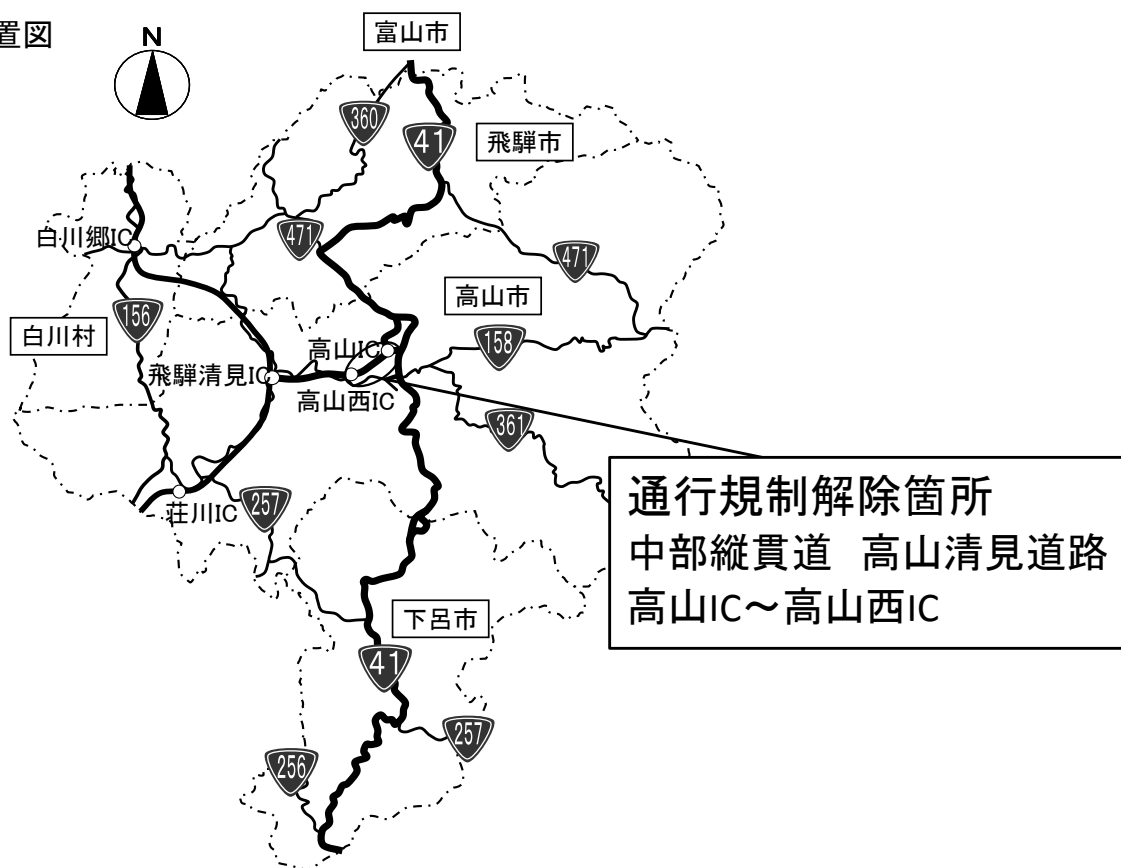 置図
N
富山市
360
41
飛騨市
白川郷IC
471
471
高山市
156
白川村
158
高山IC
飛騨清見IC
高山西IC
361
通行規制解除箇所
中部縦貫道 高山清見道路
高山IC～高山西IC
荘川IC
257
下呂市
41
257
256